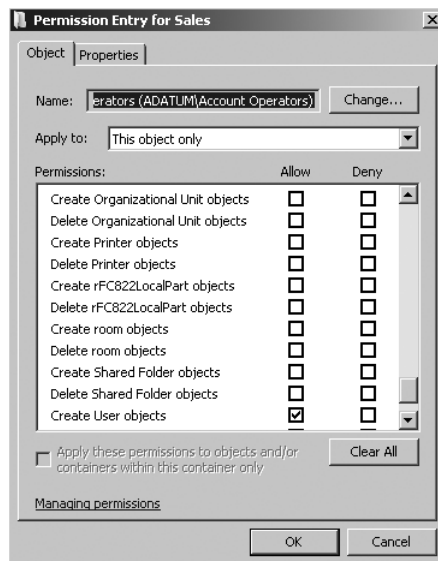 Permission Entry for Sales
Object
Properties
Name:
erators (ADATUM\Account Operators)
Change...
Apply to:
This object only
Permissions:
Allow
Deny
Create Organizational Unit objects
Delete Organizational Unit objects
Create Printer objects
Delete Printer objects
Create rFC822LocalPart objects
Delete rFC822LocalPart objects
Create room objects
Delete room objects
Create Shared Folder objects
Delete Shared Folder objects
Create User objects
Apply these permissions to objects and/or
containers within this container only
Clear All
Managing permissions
OK
Cancel